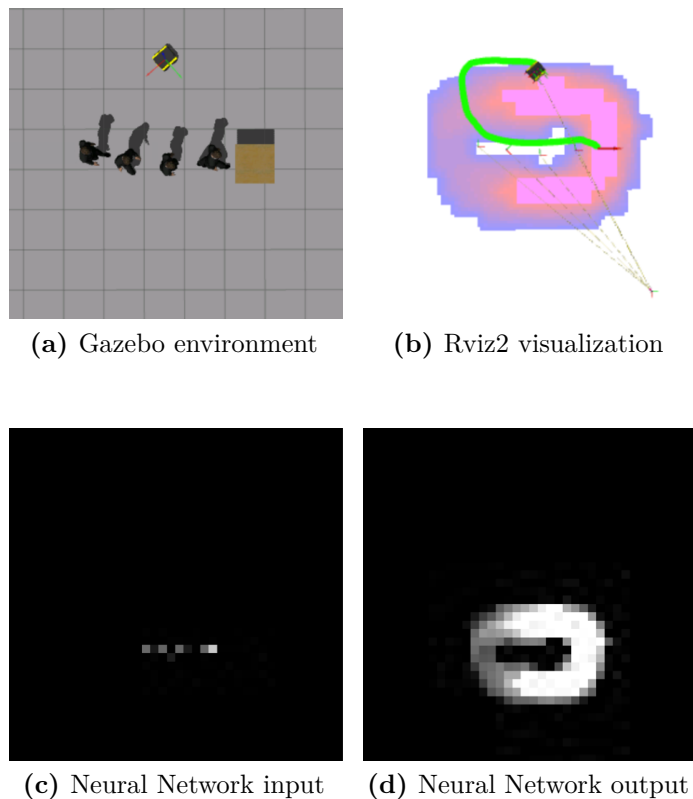 (a) Gazebo environment
(b) Rviz2 visualization
(c) Neural Network input
(d) Neural Network output